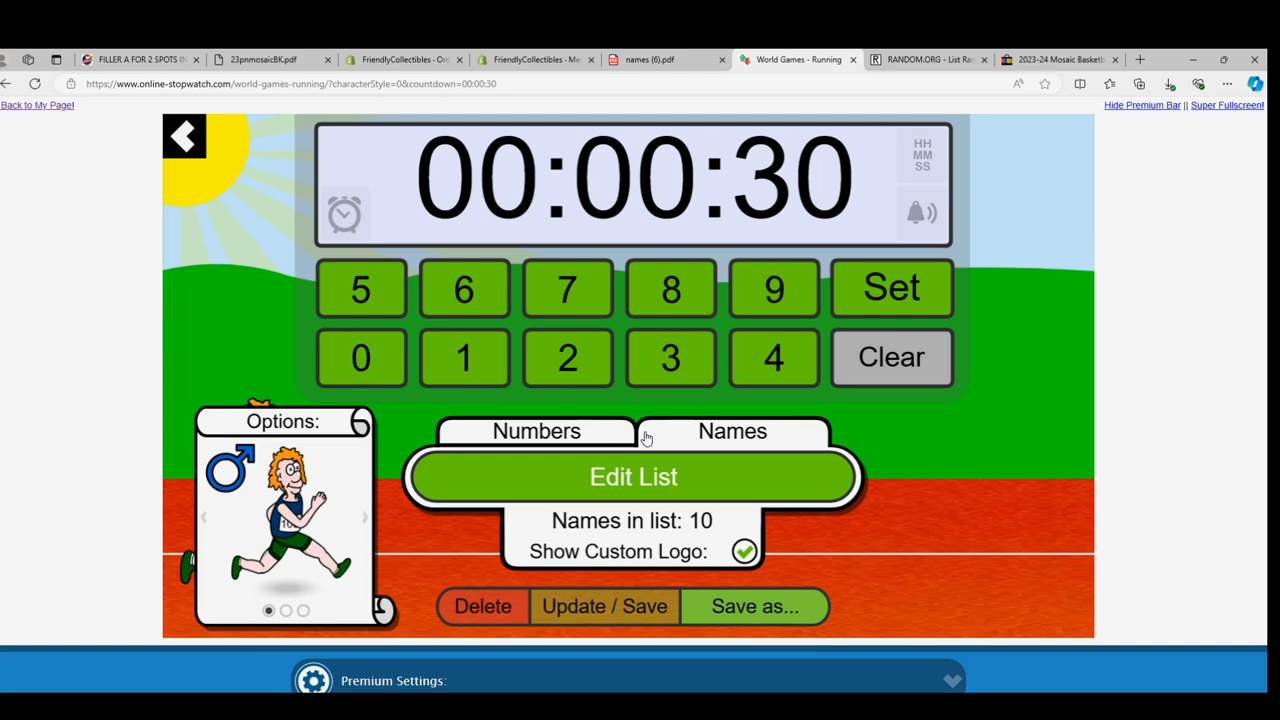 FILLER A FOR 2 SPOTS IN
23pnmosaicBK.pdf
FriendlyCollectibles - Or
FriendlyCollectibles - Me
names (6).pdf
World Games - Running
RANDOM.ORG - List Ra
2023-24 Mosaic Basketb
https://www.online-stopwatch.com/world-games-running/?characterStyle=0&countdown=00:00:30
Back to My Page!
Hide Premium Bar || Super Fullscreen!
00:00:30
HH
MM
SS
5 6 7 8 9 Set
0 1 2 3 4 Clear
Options:
Numbers Names
Edit List
Names in list: 10
Show Custom Logo:
Delete Update / Save Save as...
Premium Settings: